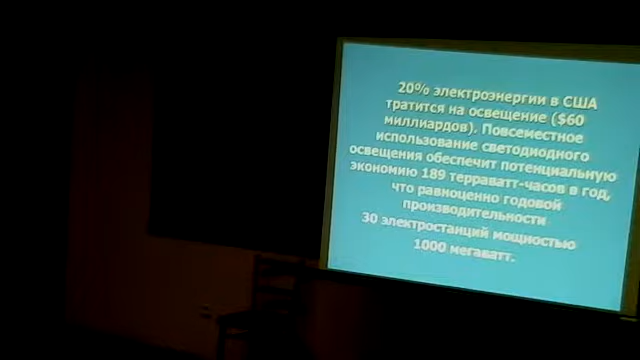 20% электроэнергии в США
тратится на освещение ($60
миллиардов). Повсеместное
использование светодиодного
освещения обеспечит потенциальную
экономию 189 терраватт-часов в год,
что равноценно годовой
производительности
30 электростанций мощностью
1000 мегаватт.